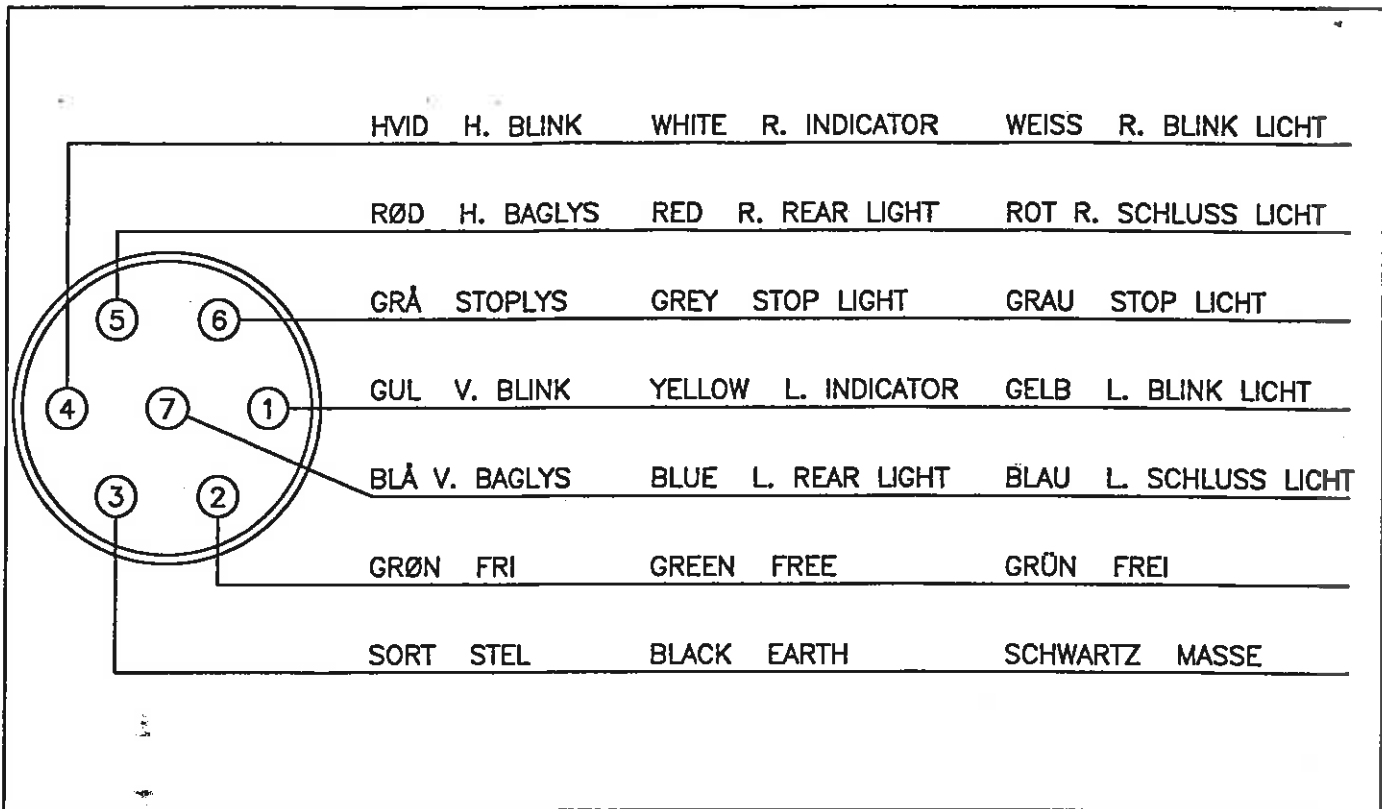 HVID H. BLINK WHITE R. INDICATOR WEISS R. BLINK LICHT
RØD H. BAGLYS RED R. REAR LIGHT ROT R. SCHLUSS LICHT
5 6 GRÅ STOPLYS GREY STOP LIGHT GRAU STOP LICHT
4 7 1 GUL V. BLINK YELLOW L. INDICATOR GELB L. BLINK LICHT
3 2 BLÅ V. BAGLYS BLUE L. REAR LIGHT BLAU L. SCHLUSS LICHT
GRØN FRI GREEN FREE GRÜN FREI
SORT STEL BLACK EARTH SCHWARTZ MASSE